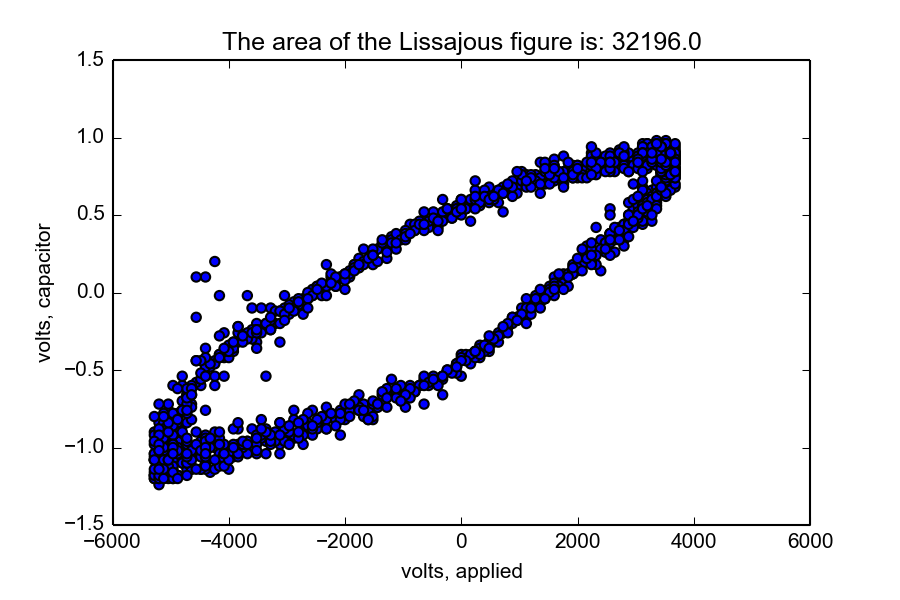 The area of the Lissajous figure is: 32196.0
1.5
1.0
0.5
0.0
−0.5
−1.0
−1.5
volts, capacitor
−6000 −4000 −2000 0 2000 4000 6000
volts, applied